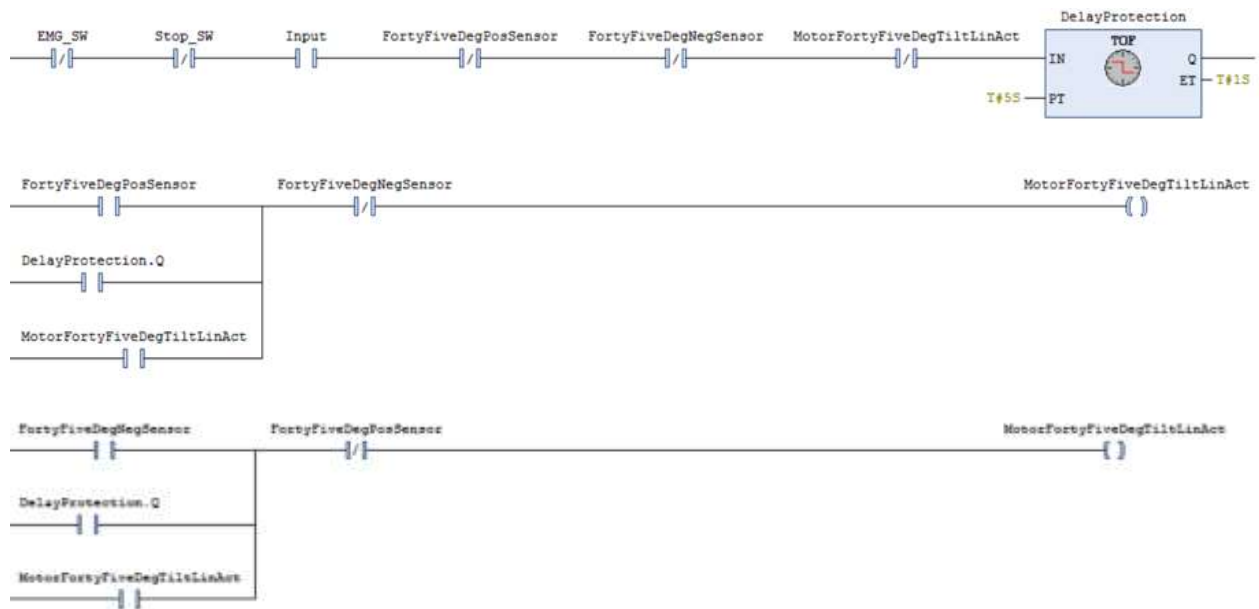 DelayProtection
EMG_SW Stop_SW Input FortyFiveDegPosSensor FortyFiveDegNegSensor MotorFortyFiveDegTiltLinAct TOF
IN Q
ET T#1S
T#5S PT
FortyFiveDegPosSensor FortyFiveDegNegSensor MotorFortyFiveDegTiltLinAct
DelayProtection.Q
MotorFortyFiveDegTiltLinAct
FortyFiveDegNegSensor FortyFiveDegPosSensor MotorFortyFiveDegTiltLinAct
DelayProtection.Q
MotorFortyFiveDegTiltLinAct